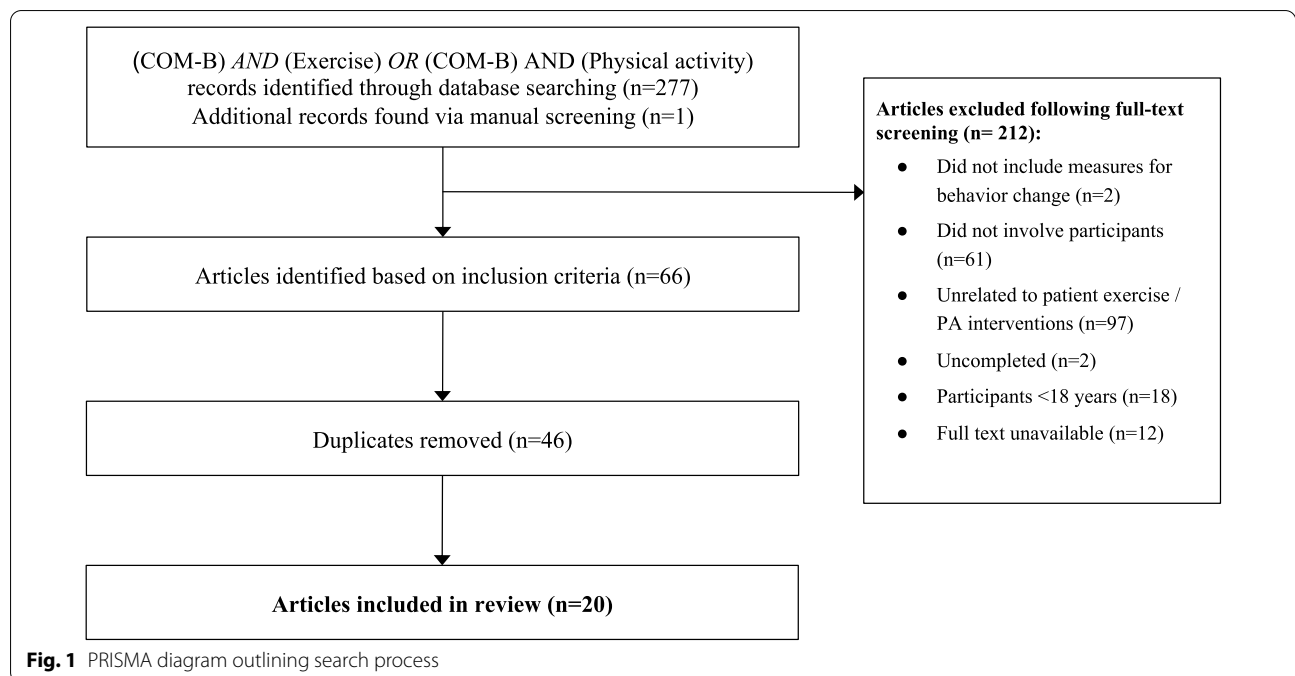 (COM-B) AND (Exercise) OR (COM-B) AND (Physical activity)
records identified through database searching (n=277)
Additional records found via manual screening (n=1)
Articles excluded following full-text
screening (n= 212):
● Did not include measures for
behavior change (n=2)
● Did not involve participants
(n=61)
● Unrelated to patient exercise /
PA interventions (n=97)
● Uncompleted (n=2)
● Participants <18 years (n=18)
● Full text unavailable (n=12)
Articles identified based on inclusion criteria (n=66)
Duplicates removed (n=46)
Articles included in review (n=20)
Fig. 1 PRISMA diagram outlining search process